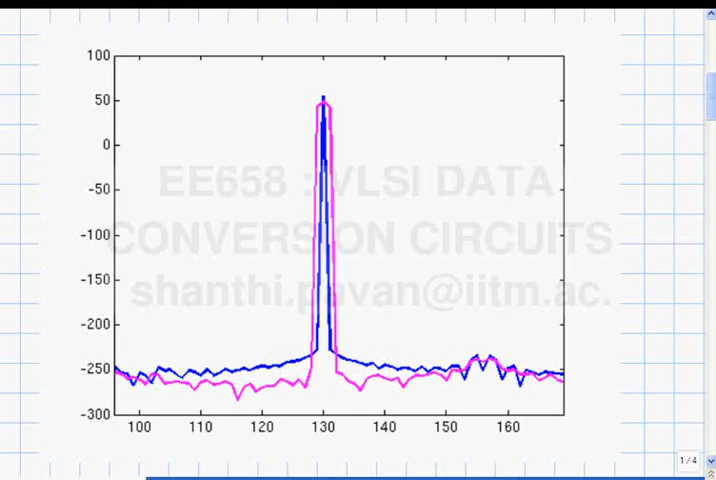 100
50
0
-50
-100
-150
-200
-250
-300
100 110 120 130 140 150 160
EE658 : VLSI DATA
CONVERSION CIRCUITS
shanthi.pavan@iitm.ac.
1/4